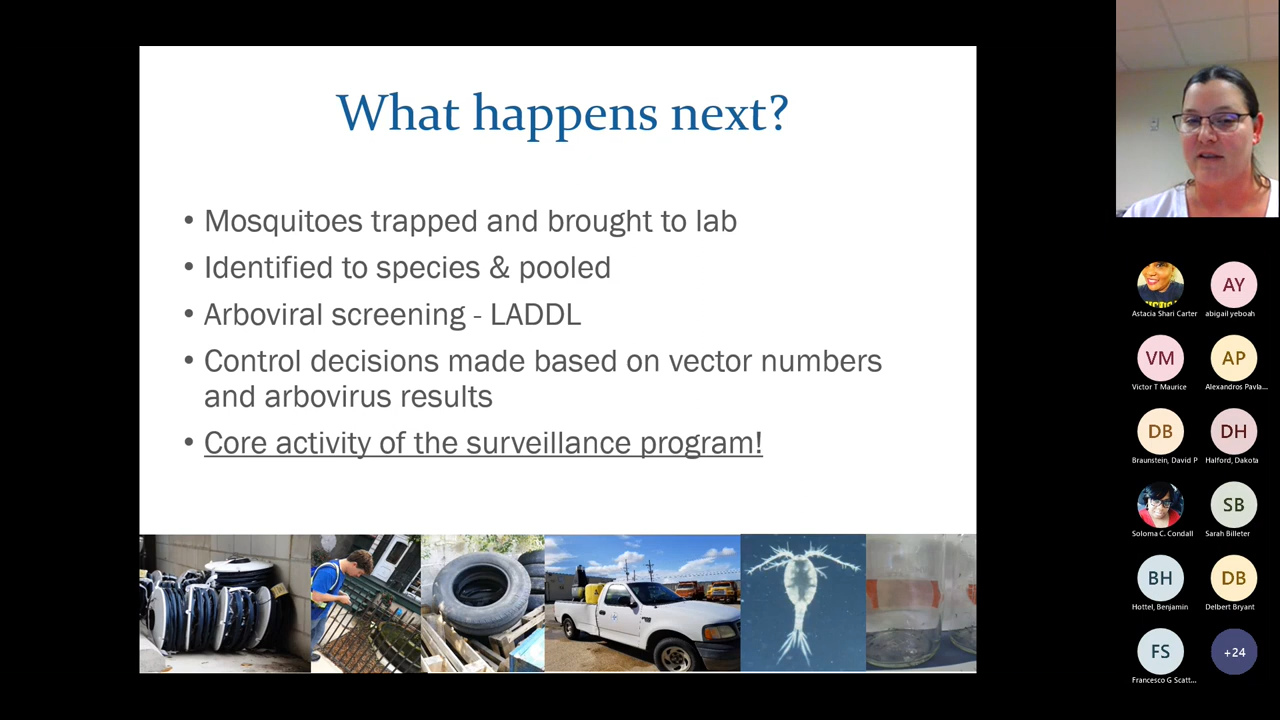 What happens next?
• Mosquitoes trapped and brought to lab
• Identified to species & pooled
• Arboviral screening - LADDL
• Control decisions made based on vector numbers
and arbovirus results
• Core activity of the surveillance program!
AY
Astacia Shari Carter
abigail yeboah
VM
AP
Victor T Maurice
Alexandros Pavla...
DB
DH
Braunstein, David P
Halford, Dakota
SB
Soloma C. Condall
Sarah Billeter
BH
DB
Hottel, Benjamin
Delbert Bryant
FS
+24
Francesco G Scatt...